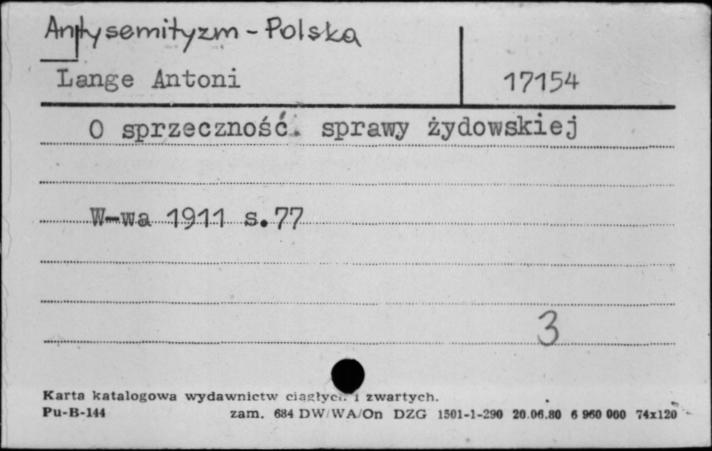 Antysemityzm - Polska
Lange Antoni 17154
O sprzeczność. sprawy żydowskiej
W-wa 1911 s.77
3
Karta katalogowa wydawnictw ciągłych i zwartych.
Pu-B-144 zam. 684 DW/WA/On DZG 1501-1-290 20.06.80 6 960 000 74x120